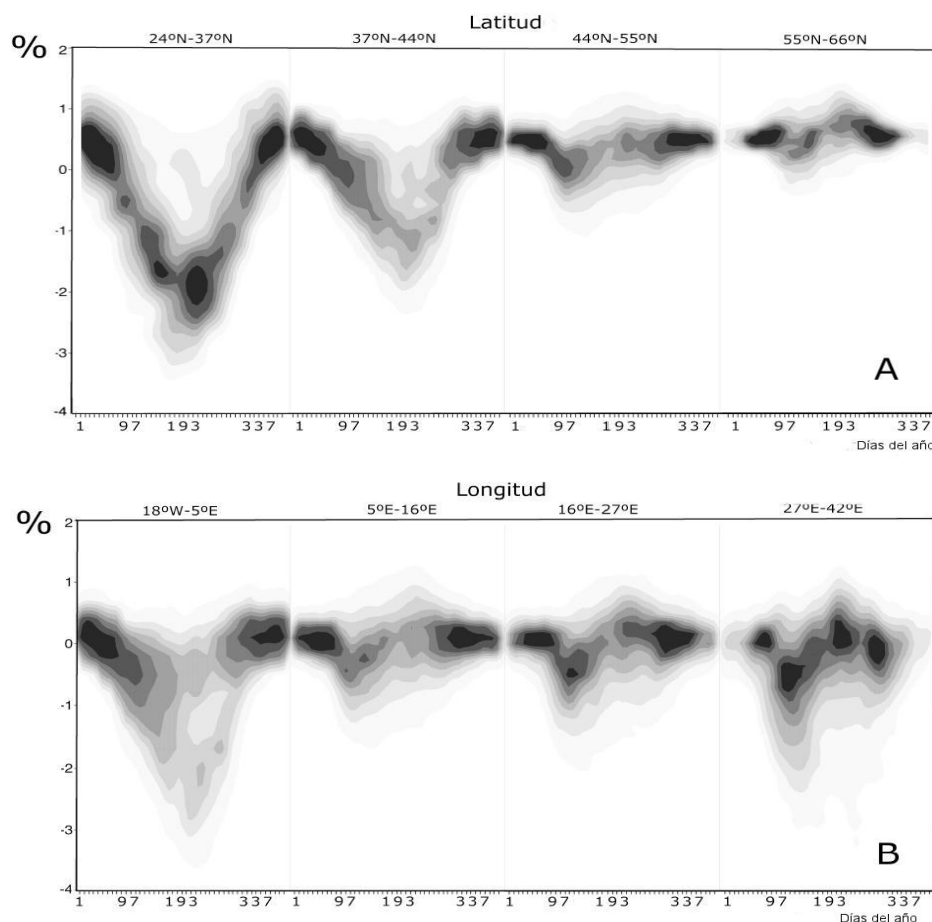 Latitud
%
24ºN-37ºN 37ºN-44ºN 44ºN-55ºN 55ºN-66ºN
2
1
0
-1
-2
-3
-4
A
1 97 193 337 1 97 193 337 1 97 193 337 1 97 193 337
Días del año
Longitud
%
18ºW-5ºE 5ºE-16ºE 16ºE-27ºE 27ºE-42ºE
2
1
0
-1
-2
-3
-4
B
1 97 193 337 1 97 193 337 1 97 193 337 1 97 193 337
Días del año